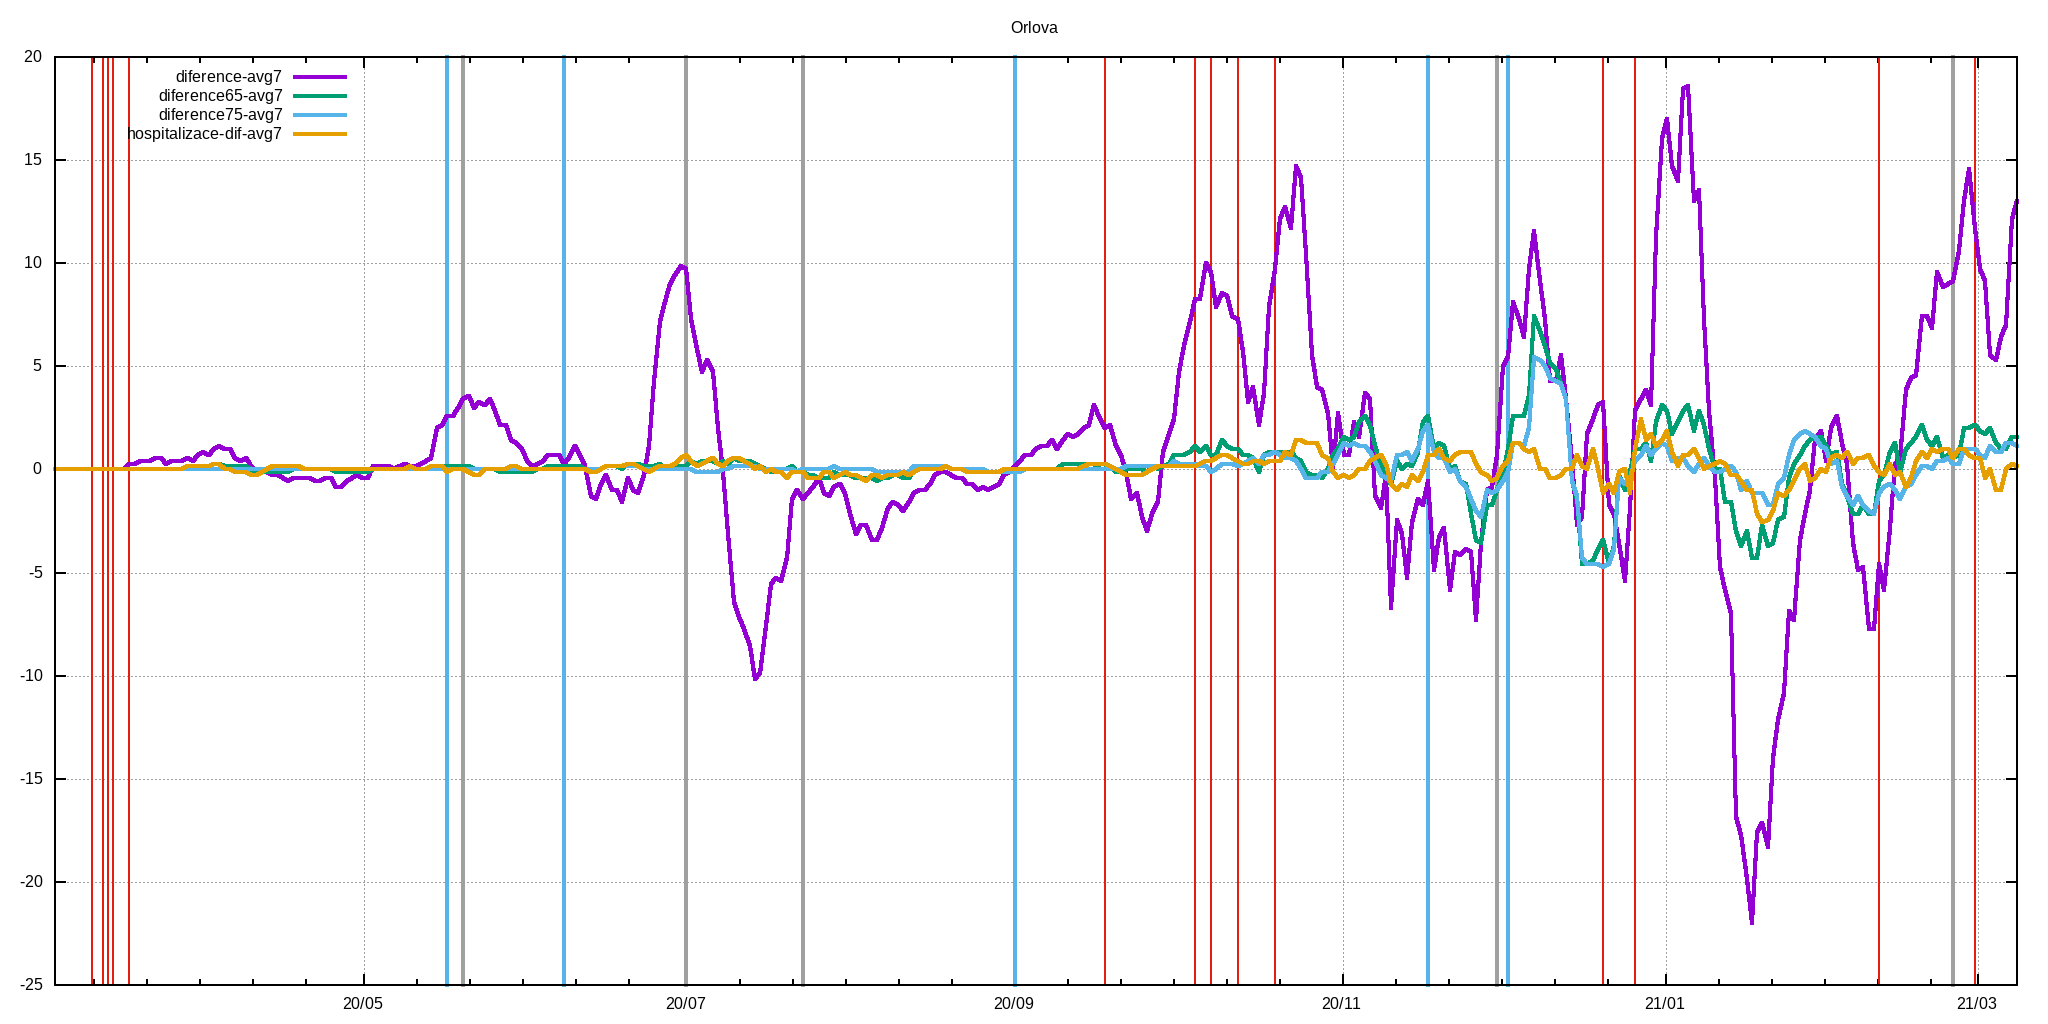 Orlova
20
diference-avg7
diference65-avg7
diference75-avg7
hospitalizace-dif-avg7
15
10
5
0
-5
-10
-15
-20
-25
20/05 20/07 20/09 20/11 21/01 21/03